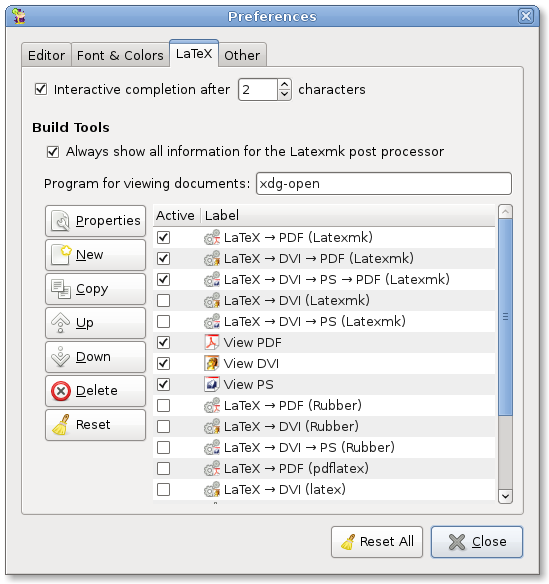 Preferences
Editor Font & Colors LaTeX Other
Interactive completion after 2 characters
Build Tools
Always show all information for the Latexmk post processor
Program for viewing documents: xdg-open
Properties
New
Copy
Up
Down
Delete
Reset
Active Label
LaTeX → PDF (Latexmk)
LaTeX → DVI → PDF (Latexmk)
LaTeX → DVI → PS → PDF (Latexmk)
LaTeX → DVI (Latexmk)
LaTeX → DVI → PS (Latexmk)
View PDF
View DVI
View PS
LaTeX → PDF (Rubber)
LaTeX → DVI (Rubber)
LaTeX → DVI → PS (Rubber)
LaTeX → PDF (pdflatex)
LaTeX → DVI (latex)
Reset All Close